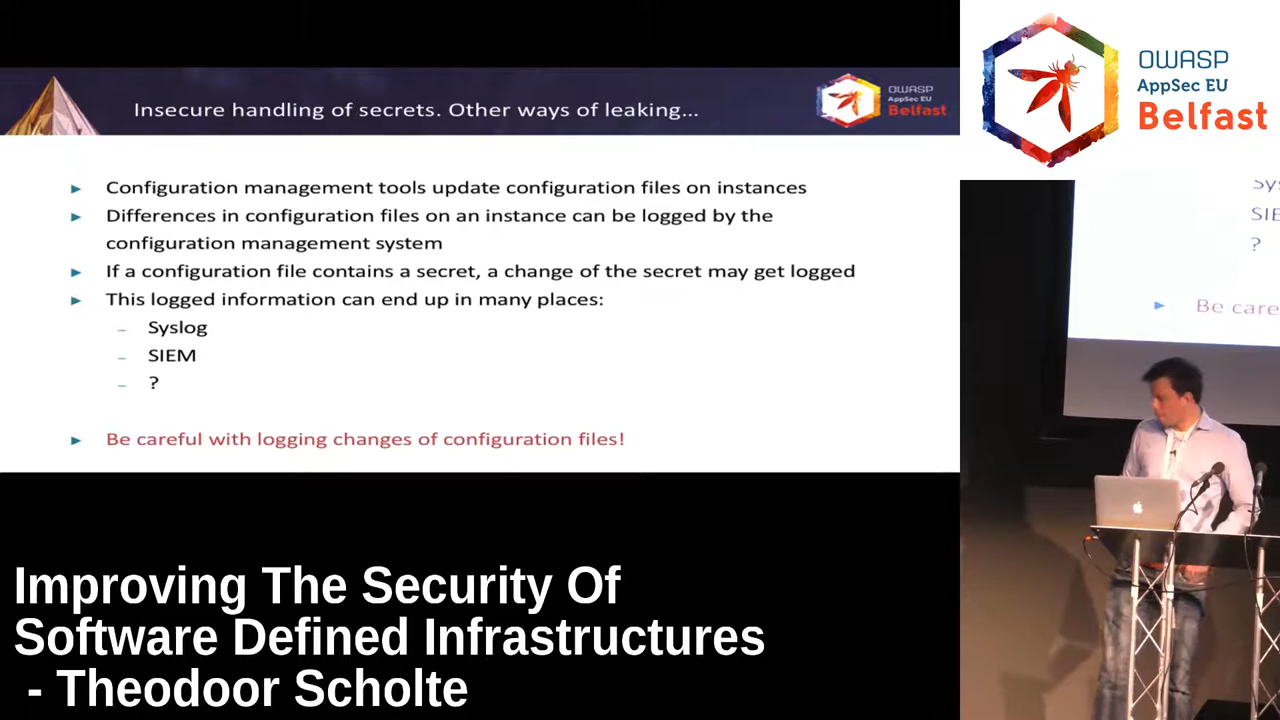 Insecure handling of secrets. Other ways of leaking...
OWASP
AppSec EU
Belfast
► Configuration management tools update configuration files on instances
► Differences in configuration files on an instance can be logged by the
configuration management system
► If a configuration file contains a secret, a change of the secret may get logged
► This logged information can end up in many places:
– Syslog
– SIEM
– ?
► Be careful with logging changes of configuration files!
OWASP
AppSec EU
Belfast
Sys
SIE
?
► Be care
Improving The Security Of
Software Defined Infrastructures
- Theodoor Scholte